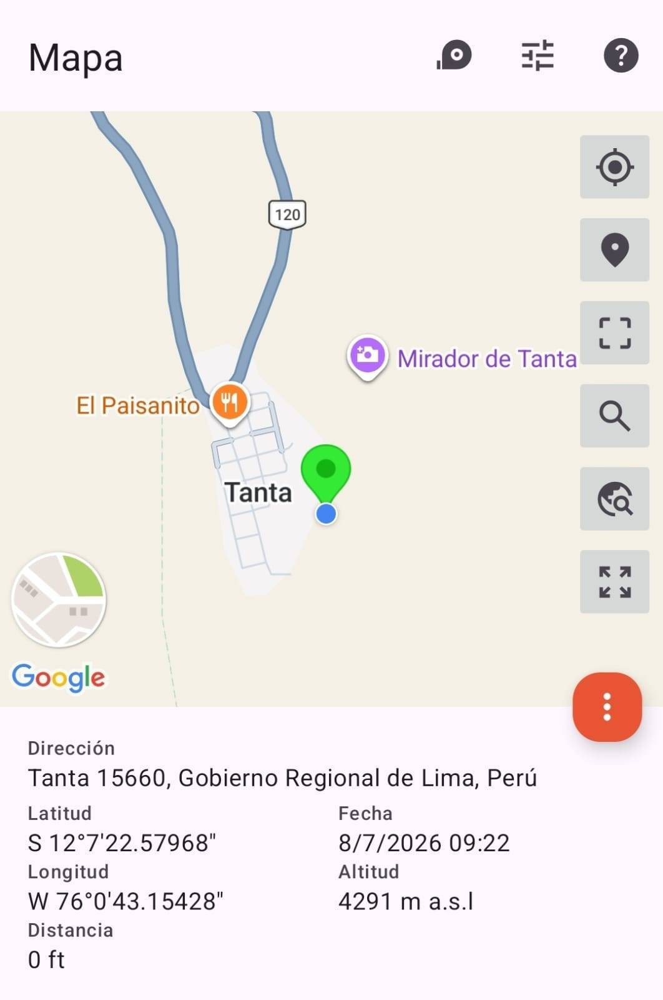 Mapa
120
Mirador de Tanta
El Paisanito
Tanta
Google
Dirección
Tanta 15660, Gobierno Regional de Lima, Perú
Latitud
Fecha
S 12°7'22.57968"
8/7/2026 09:22
Longitud
Altitud
W 76°0'43.15428"
4291 m a.s.l
Distancia
0 ft